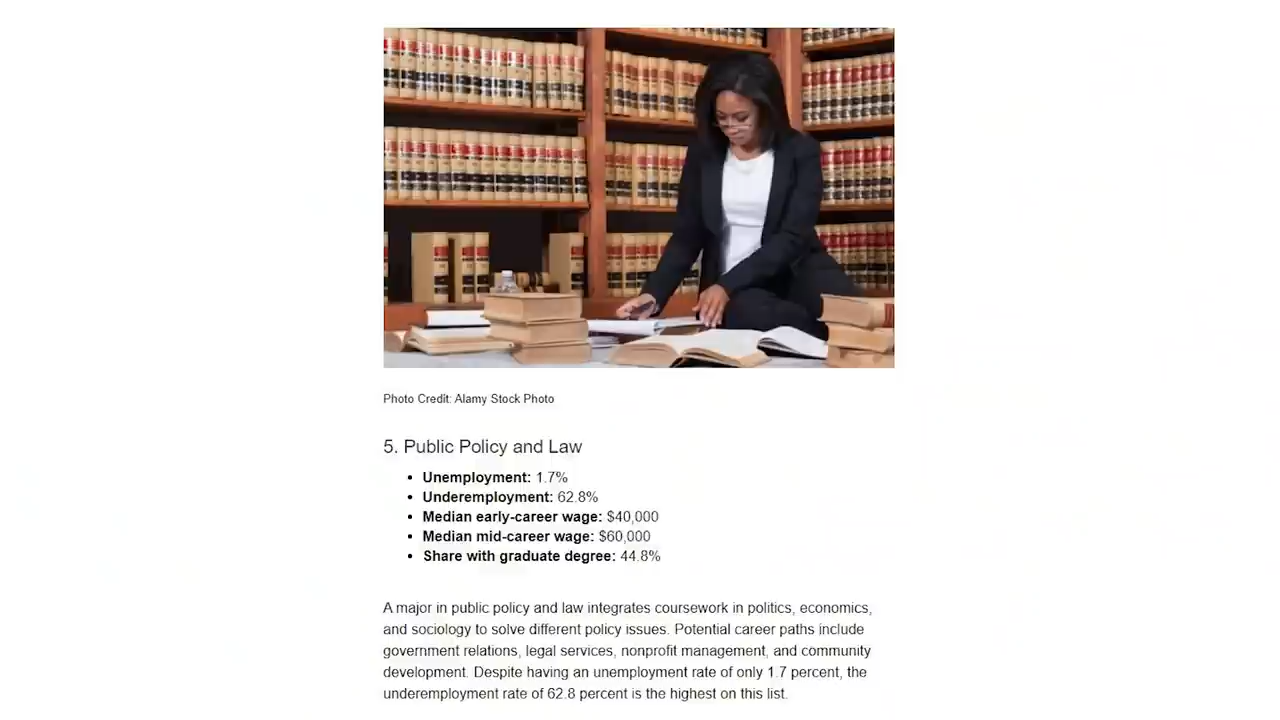 Photo Credit: Alamy Stock Photo
5. Public Policy and Law
• Unemployment: 1.7%
• Underemployment: 62.8%
• Median early-career wage: $40,000
• Median mid-career wage: $60,000
• Share with graduate degree: 44.8%
A major in public policy and law integrates coursework in politics, economics,
and sociology to solve different policy issues. Potential career paths include
government relations, legal services, nonprofit management, and community
development. Despite having an unemployment rate of only 1.7 percent, the
underemployment rate of 62.8 percent is the highest on this list.